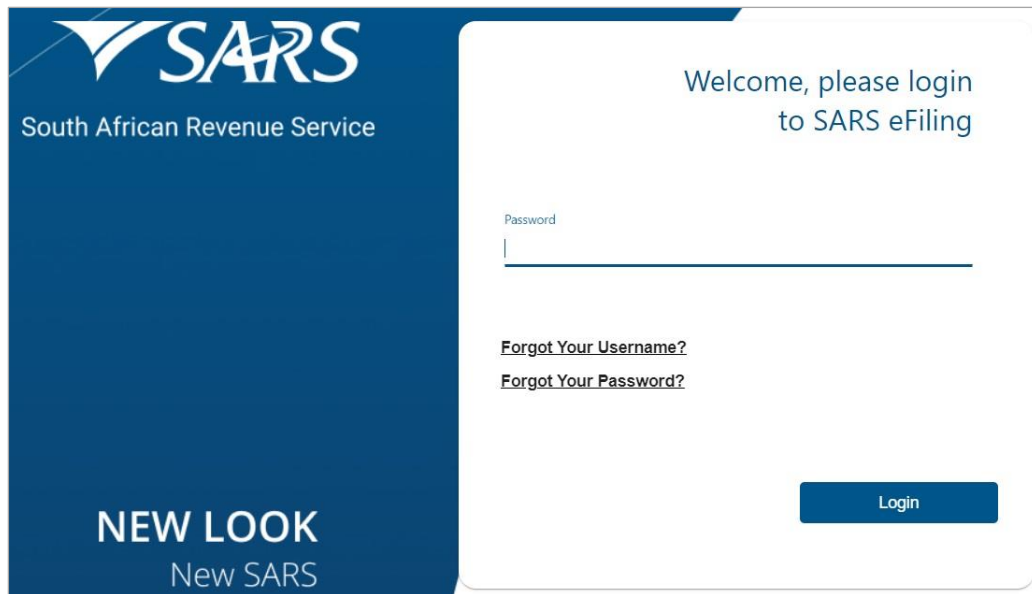 SARS
South African Revenue Service
NEW LOOK
New SARS
Welcome, please login
to SARS eFiling
Password
Forgot Your Username?
Forgot Your Password?
Login